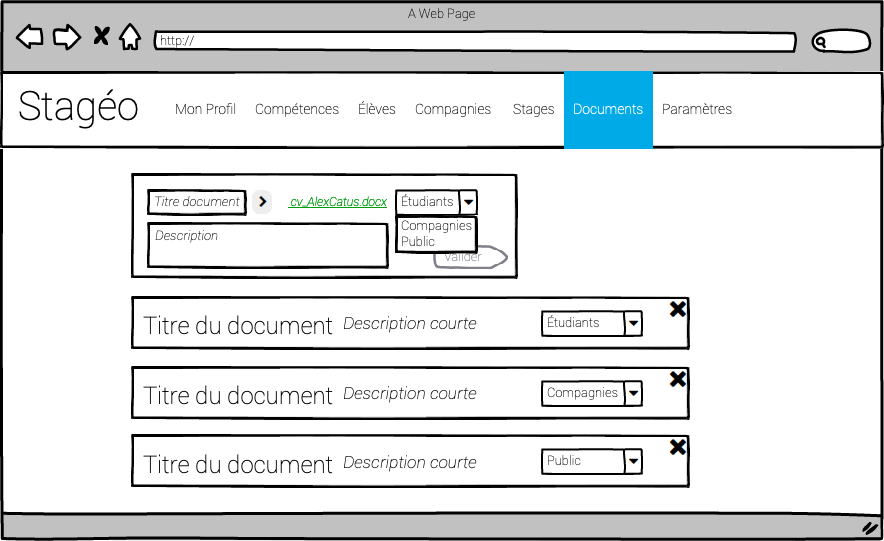 A Web Page
http://
Stagéo
Mon Profil Compétences Élèves Compagnies Stages Documents Paramètres
Titre document cv_AlexCatus.docx Étudiants
Compagnies
Public
Description
Valider
Titre du document Description courte Étudiants
Titre du document Description courte Compagnies
Titre du document Description courte Public